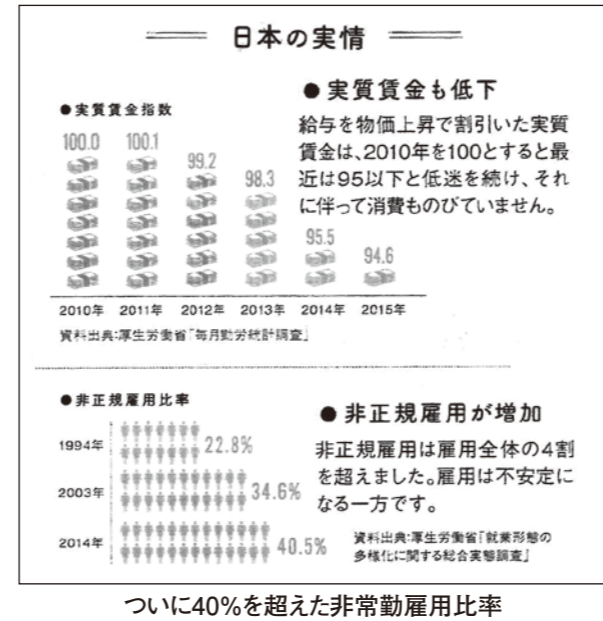 日本の実情
●実質賃金も低下
給与を物価上昇で割引いた実質
賃金は、2010年を100とすると最
近は95以下と低迷を続け、それ
に伴って消費ものびていません。
●実質賃金指数
100.0 100.1 99.2 98.3 95.5 94.6
2010年 2011年 2012年 2013年 2014年 2015年
資料出典:厚生労働省「毎月勤労統計調査」
●非正規雇用比率
1994年 22.8%
2003年 34.6%
2014年 40.5%
●非正規雇用が増加
非正規雇用は雇用全体の4割
を超えました。雇用は不安定に
なる一方です。
資料出典:厚生労働省「就業形態の
多様化に関する総合実態調査」
ついに40%を超えた非常勤雇用比率